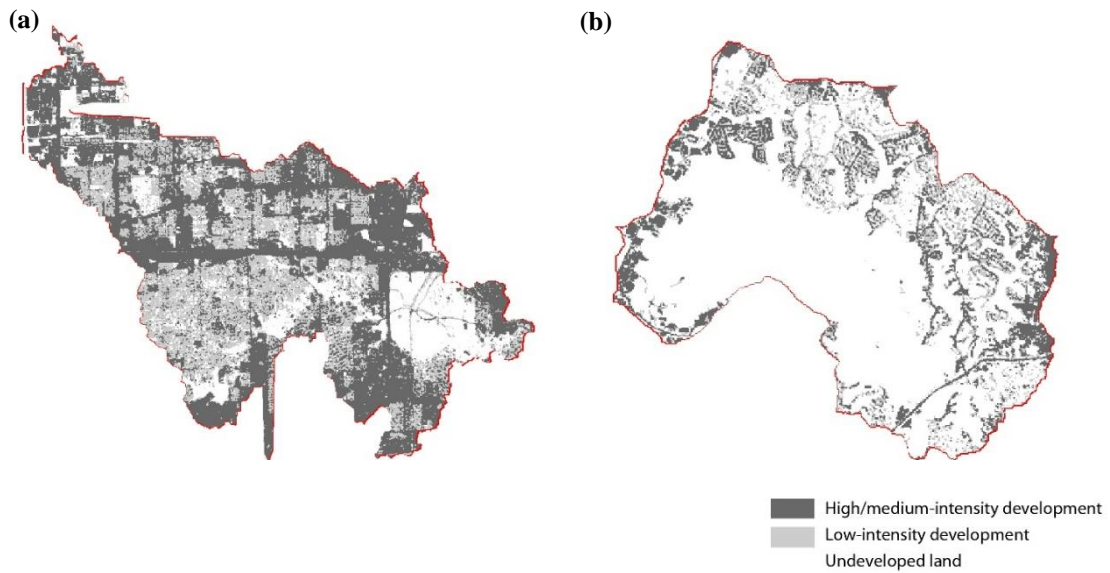 (a)
(b)
High/medium-intensity development
Low-intensity development
Undeveloped land